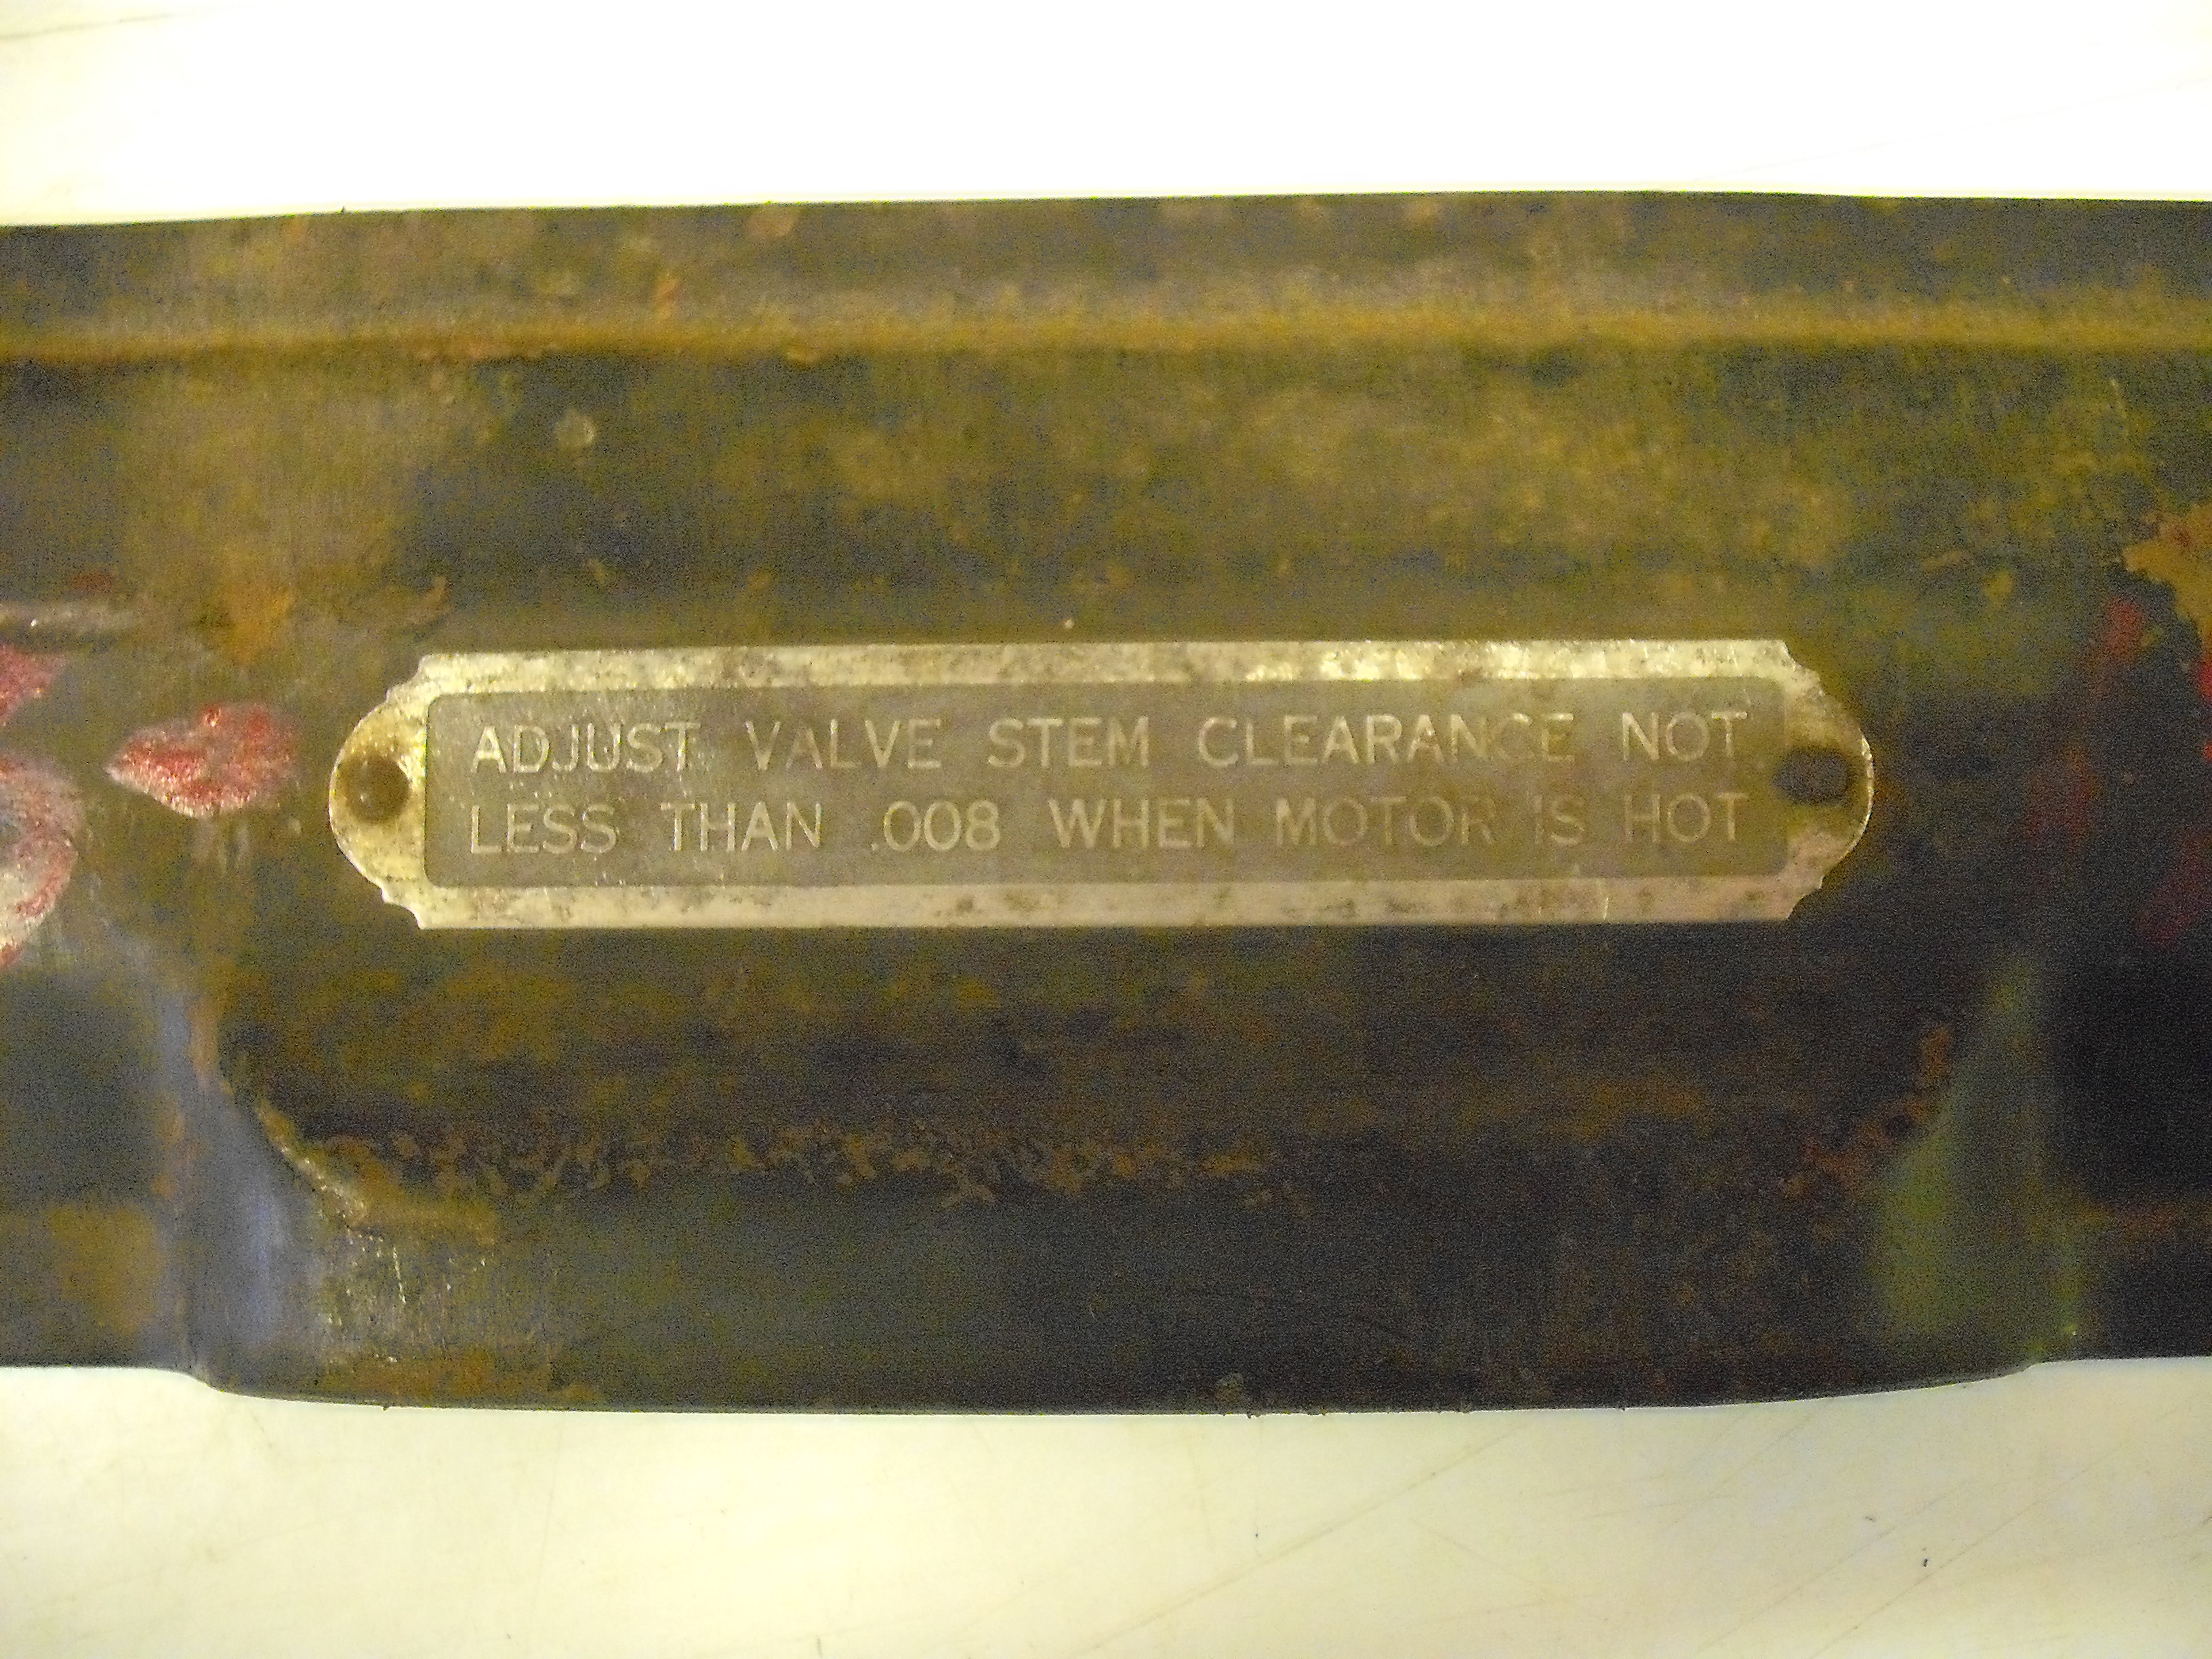 ADJUST VALVE STEM CLEARANCE NOT
LESS THAN .008 WHEN MOTOR IS HOT